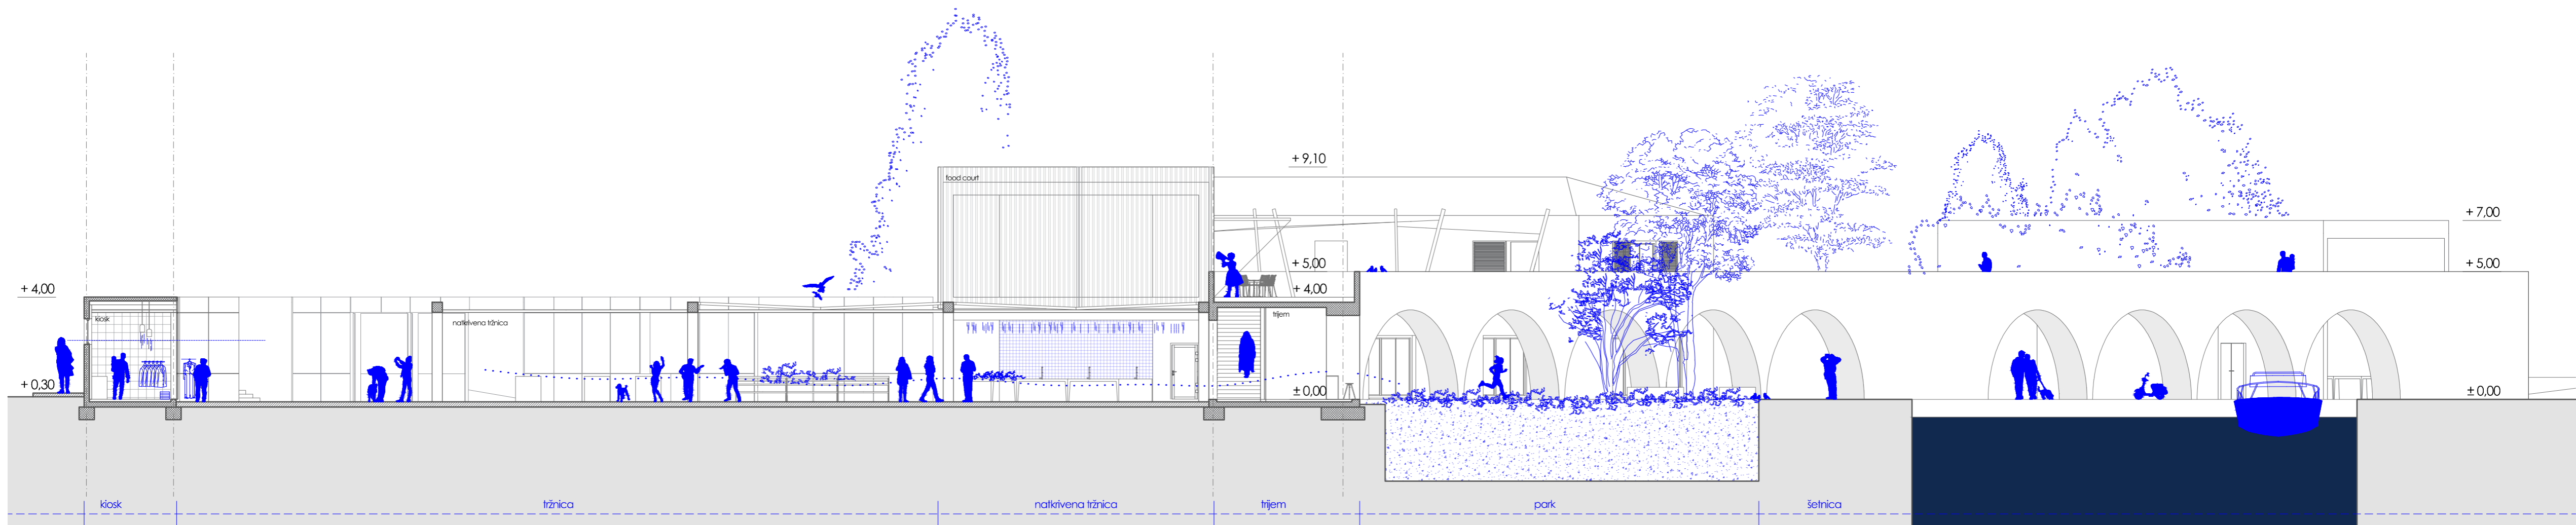 + 9,10
food court
+ 7,00
+ 5,00
+ 5,00
+ 4,00
+ 4,00
kiosk
natkrivena tržnica
trijem
+ 0,30
± 0,00
± 0,00
kiosk
tržnica
natkrivena tržnica
trijem
park
šetnica